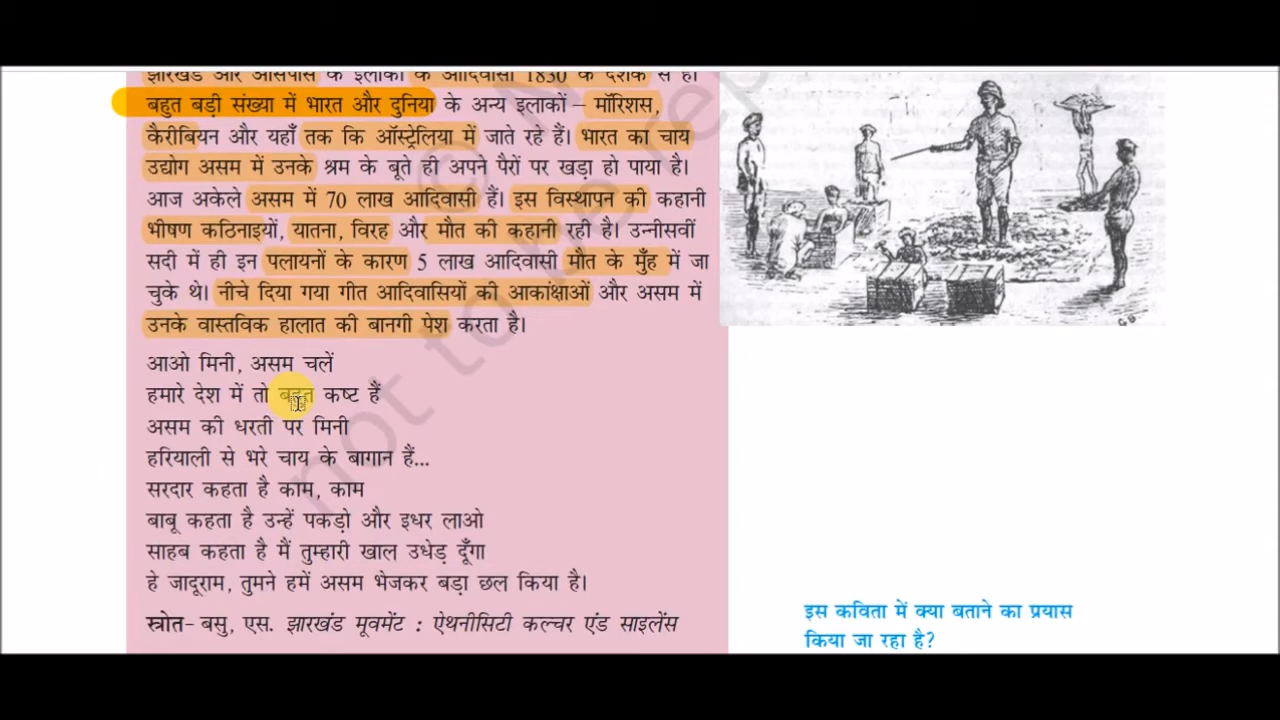 झारखंड और आसपास के इलाकों के आदिवासी 1830 के दशक से ही
बहुत बड़ी संख्या में भारत और दुनिया के अन्य इलाकों – मॉरिशस,
कैरीबियन और यहाँ तक कि ऑस्ट्रेलिया में जाते रहे हैं। भारत का चाय
उद्योग असम में उनके श्रम के बूते ही अपने पैरों पर खड़ा हो पाया है।
आज अकेले असम में 70 लाख आदिवासी हैं। इस विस्थापन की कहानी
भीषण कठिनाइयों, यातना, विरह और मौत की कहानी रही है। उन्नीसवीं
सदी में ही इन पलायनों के कारण 5 लाख आदिवासी मौत के मुँह में जा
चुके थे। नीचे दिया गया गीत आदिवासियों की आकांक्षाओं और असम में
उनके वास्तविक हालात की बानगी पेश करता है।
आओ मिनी, असम चलें
हमारे देश में तो बहुत कष्ट हैं
असम की धरती पर मिनी
हरियाली से भरे चाय के बागान हैं...
सरदार कहता है काम, काम
बाबू कहता है उन्हें पकड़ो और इधर लाओ
साहब कहता है मैं तुम्हारी खाल उधेड़ दूँगा
हे जादूराम, तुमने हमें असम भेजकर बड़ा छल किया है।
स्त्रोत– बसु, एस. झारखंड मूवमेंट : ऐथनीसिटी कल्चर एंड साइलेंस
इस कविता में क्या बताने का प्रयास
किया जा रहा है?
not to be rep